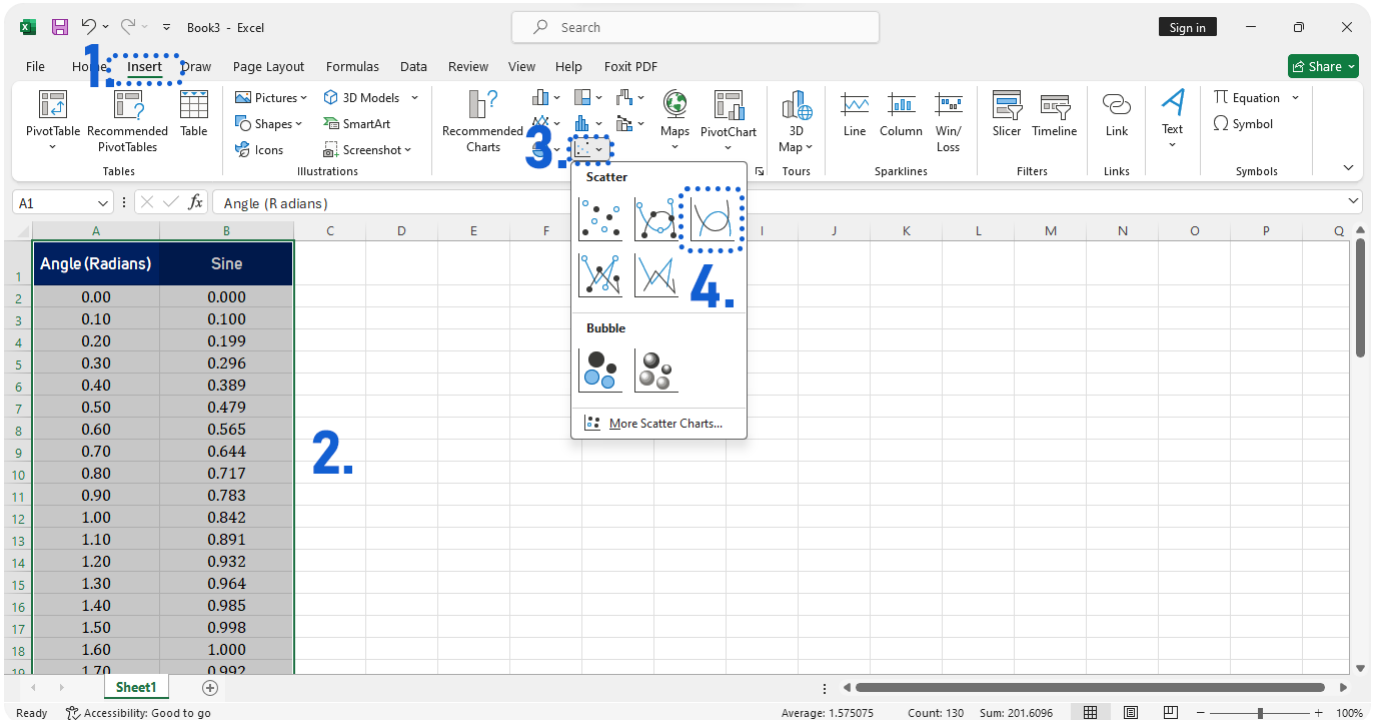 Book3 - Excel
Search
Sign in
1.
File Home Insert Draw Page Layout Formulas Data Review View Help Foxit PDF
Share
PivotTable
Recommended
PivotTables
Table
Tables
Pictures
Shapes
Icons
3D Models
SmartArt
Screenshot
Illustrations
Recommended
Charts
3.
Maps
PivotChart
3D
Map
Tours
Line
Column
Win/
Loss
Sparklines
Slicer
Timeline
Filters
Link
Links
Text
Equation
Symbol
Symbols
A1
fx
Angle (R adians)
Scatter
4.
Bubble
More Scatter Charts...
A B C D E F I J K L M N O P Q
1 Angle (Radians) Sine
2 0.00 0.000
3 0.10 0.100
4 0.20 0.199
5 0.30 0.296
6 0.40 0.389
7 0.50 0.479
8 0.60 0.565
9 0.70 0.644
10 0.80 0.717
11 0.90 0.783
12 1.00 0.842
13 1.10 0.891
14 1.20 0.932
15 1.30 0.964
16 1.40 0.985
17 1.50 0.998
18 1.60 1.000
19 1.70 0.992
2.
Sheet1
Ready Accessibility: Good to go Average: 1.575075 Count: 130 Sum: 201.6096 100%